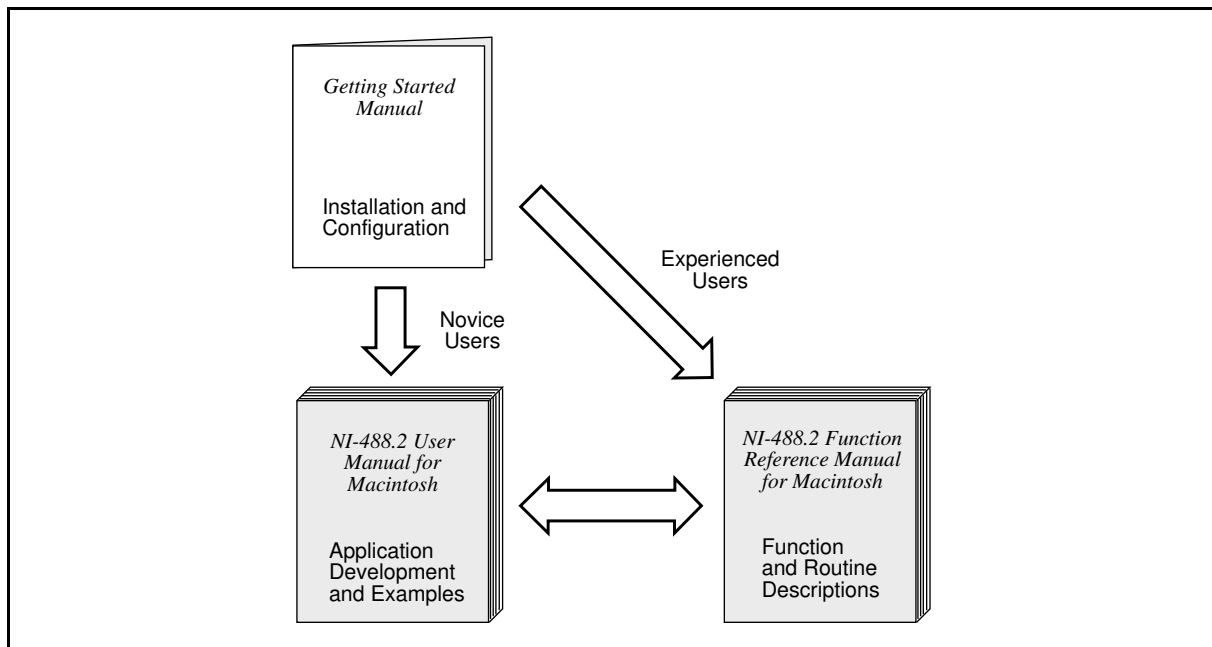 Getting Started
Manual
Installation and
Configuration
Experienced
Users
Novice
Users
NI-488.2 User
Manual for
Macintosh
Application
Development
and Examples
NI-488.2 Function
Reference Manual
for Macintosh
Function
and Routine
Descriptions